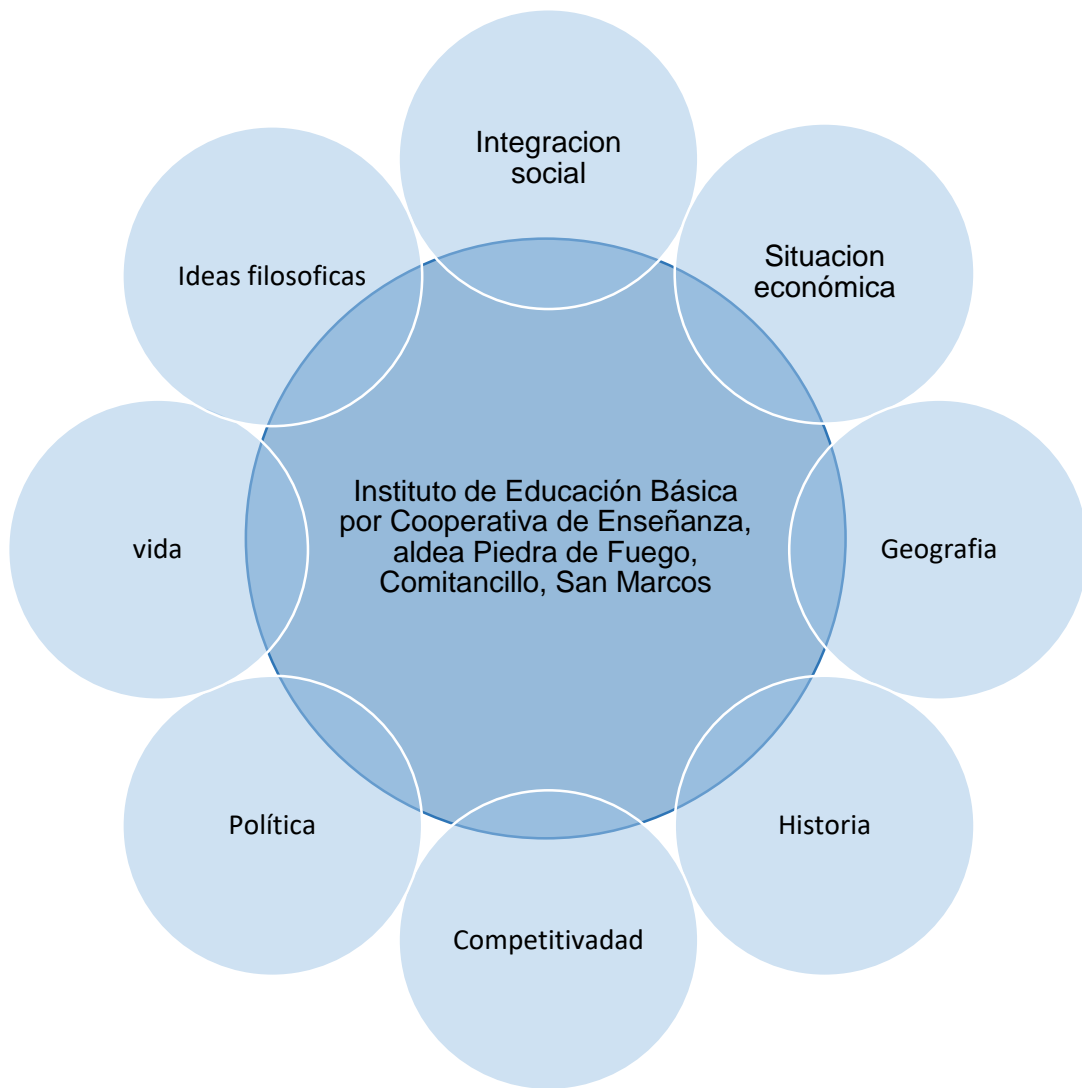 Integracion
social
Situacion
económica
Ideas filosoficas
Instituto de Educación Básica
por Cooperativa de Enseñanza,
aldea Piedra de Fuego,
Comitancillo, San Marcos
vida
Geografia
Política
Historia
Competitivadad